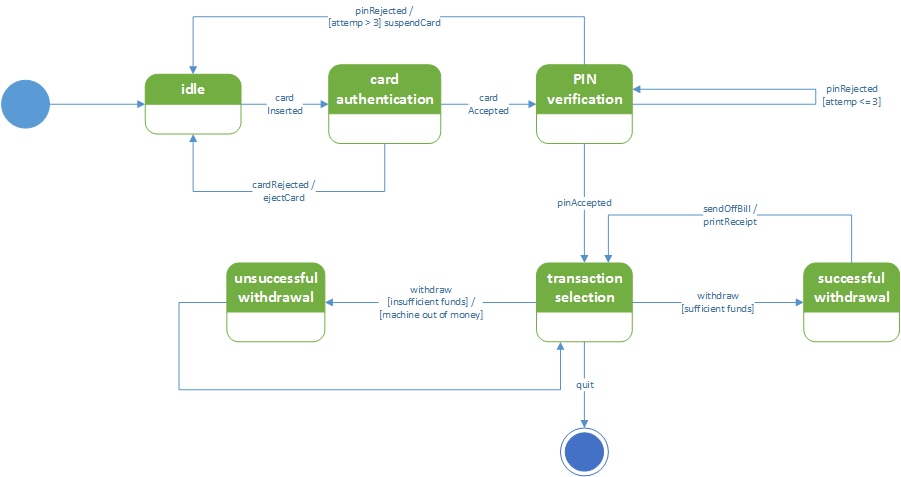 pinRejected /
[attemp > 3] suspendCard
idle
card
Inserted
card
authentication
card
Accepted
PIN
verification
pinRejected
[attemp <= 3]
cardRejected /
ejectCard
pinAccepted
sendOffBill /
printReceipt
unsuccessful
withdrawal
withdraw
[insufficient funds] /
[machine out of money]
transaction
selection
withdraw
[sufficient funds]
successful
withdrawal
quit